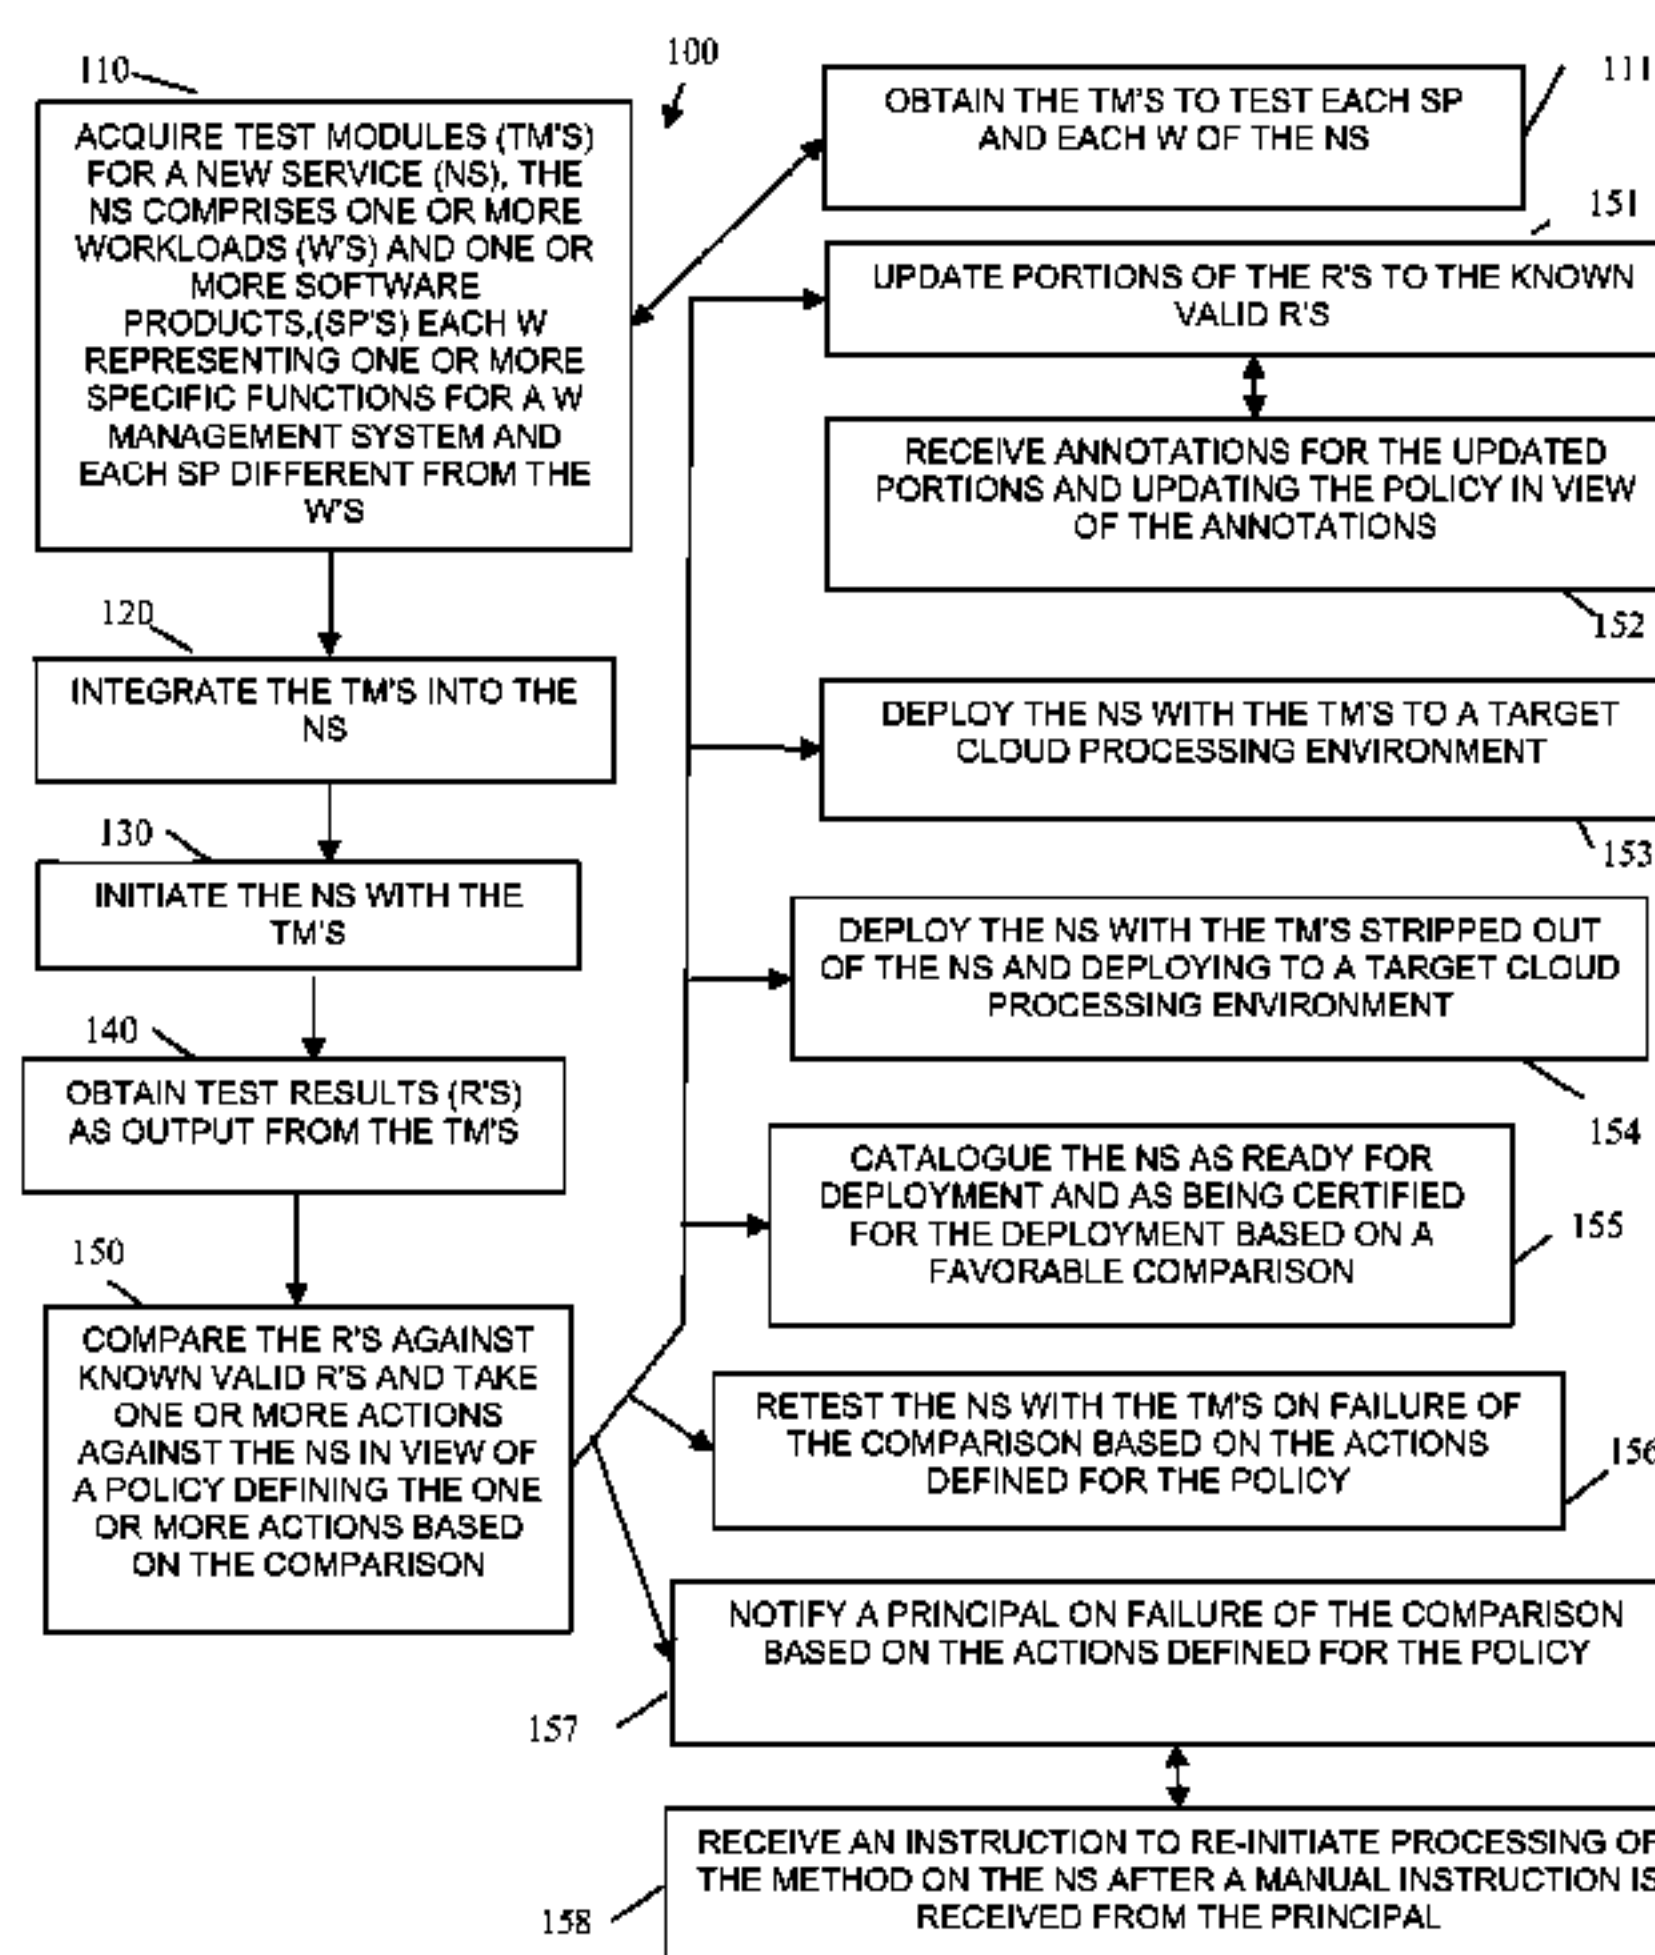 100
110
ACQUIRE TEST MODULES (TM'S)
FOR A NEW SERVICE (NS), THE
NS COMPRISES ONE OR MORE
WORKLOADS (W'S) AND ONE OR
MORE SOFTWARE
PRODUCTS,(SP'S) EACH W
REPRESENTING ONE OR MORE
SPECIFIC FUNCTIONS FOR A W
MANAGEMENT SYSTEM AND
EACH SP DIFFERENT FROM THE
W'S
120
INTEGRATE THE TM'S INTO THE
NS
130
INITIATE THE NS WITH THE
TM'S
140
OBTAIN TEST RESULTS (R'S)
AS OUTPUT FROM THE TM'S
150
COMPARE THE R'S AGAINST
KNOWN VALID R'S AND TAKE
ONE OR MORE ACTIONS
AGAINST THE NS IN VIEW OF
A POLICY DEFINING THE ONE
OR MORE ACTIONS BASED
ON THE COMPARISON
111
OBTAIN THE TM'S TO TEST EACH SP
AND EACH W OF THE NS
151
UPDATE PORTIONS OF THE R'S TO THE KNOWN
VALID R'S
RECEIVE ANNOTATIONS FOR THE UPDATED
PORTIONS AND UPDATING THE POLICY IN VIEW
OF THE ANNOTATIONS
152
DEPLOY THE NS WITH THE TM'S TO A TARGET
CLOUD PROCESSING ENVIRONMENT
153
DEPLOY THE NS WITH THE TM'S STRIPPED OUT
OF THE NS AND DEPLOYING TO A TARGET CLOUD
PROCESSING ENVIRONMENT
154
CATALOGUE THE NS AS READY FOR
DEPLOYMENT AND AS BEING CERTIFIED
FOR THE DEPLOYMENT BASED ON A
FAVORABLE COMPARISON
155
RETEST THE NS WITH THE TM'S ON FAILURE OF
THE COMPARISON BASED ON THE ACTIONS
DEFINED FOR THE POLICY
156
NOTIFY A PRINCIPAL ON FAILURE OF THE COMPARISON
BASED ON THE ACTIONS DEFINED FOR THE POLICY
157
RECEIVE AN INSTRUCTION TO RE-INITIATE PROCESSING OF
THE METHOD ON THE NS AFTER A MANUAL INSTRUCTION IS
RECEIVED FROM THE PRINCIPAL
158